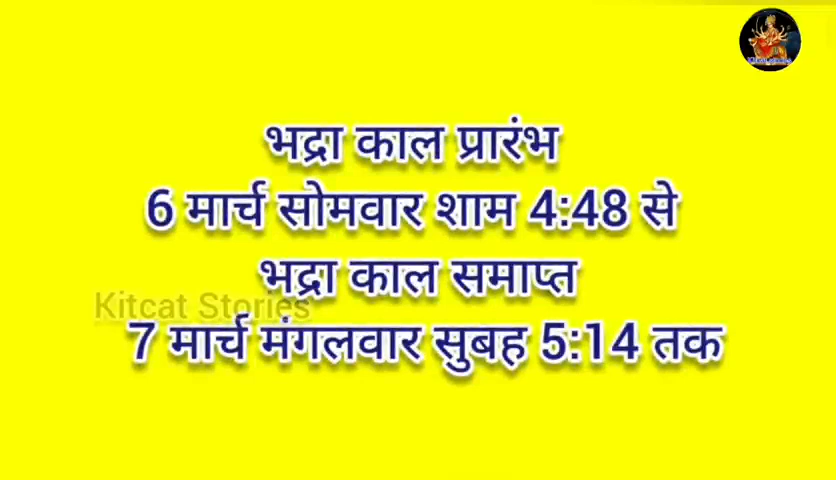 भद्रा काल प्रारंभ
6 मार्च सोमवार शाम 4:48 से
भद्रा काल समाप्त
Kitcat Stories
7 मार्च मंगलवार सुबह 5:14 तक